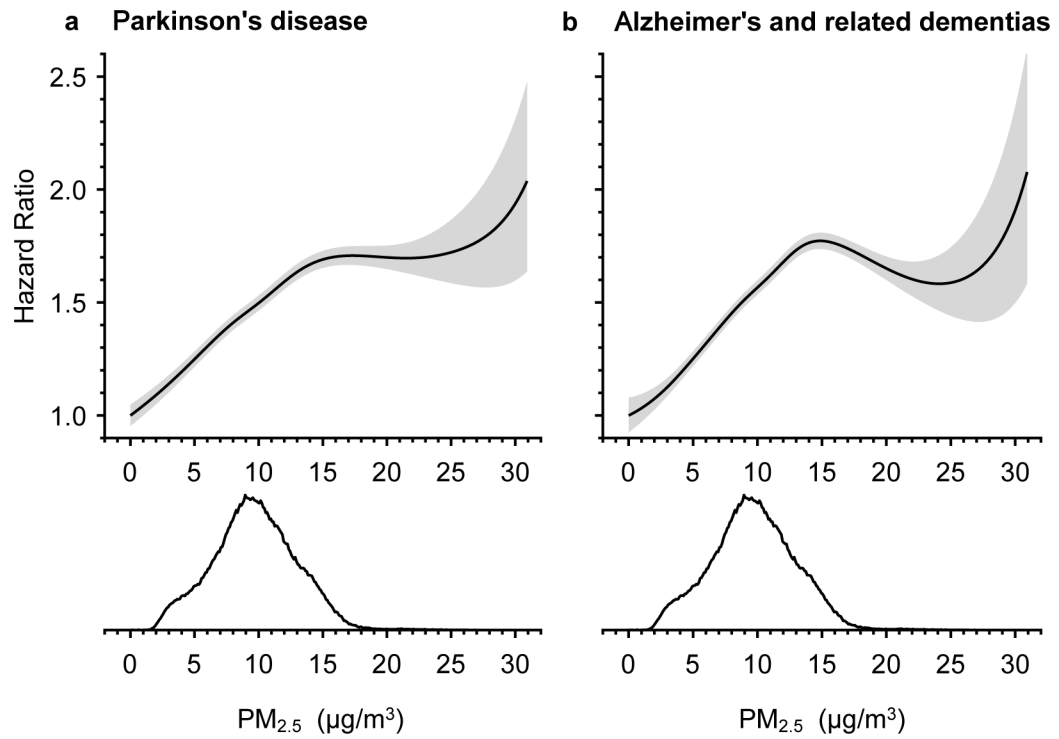 a Parkinson's disease
b Alzheimer's and related dementias
Hazard Ratio
2.5
2.0
1.5
1.0
0 5 10 15 20 25 30
0 5 10 15 20 25 30
0 5 10 15 20 25 30
0 5 10 15 20 25 30
PM₂.₅ (µg/m³)
PM₂.₅ (µg/m³)